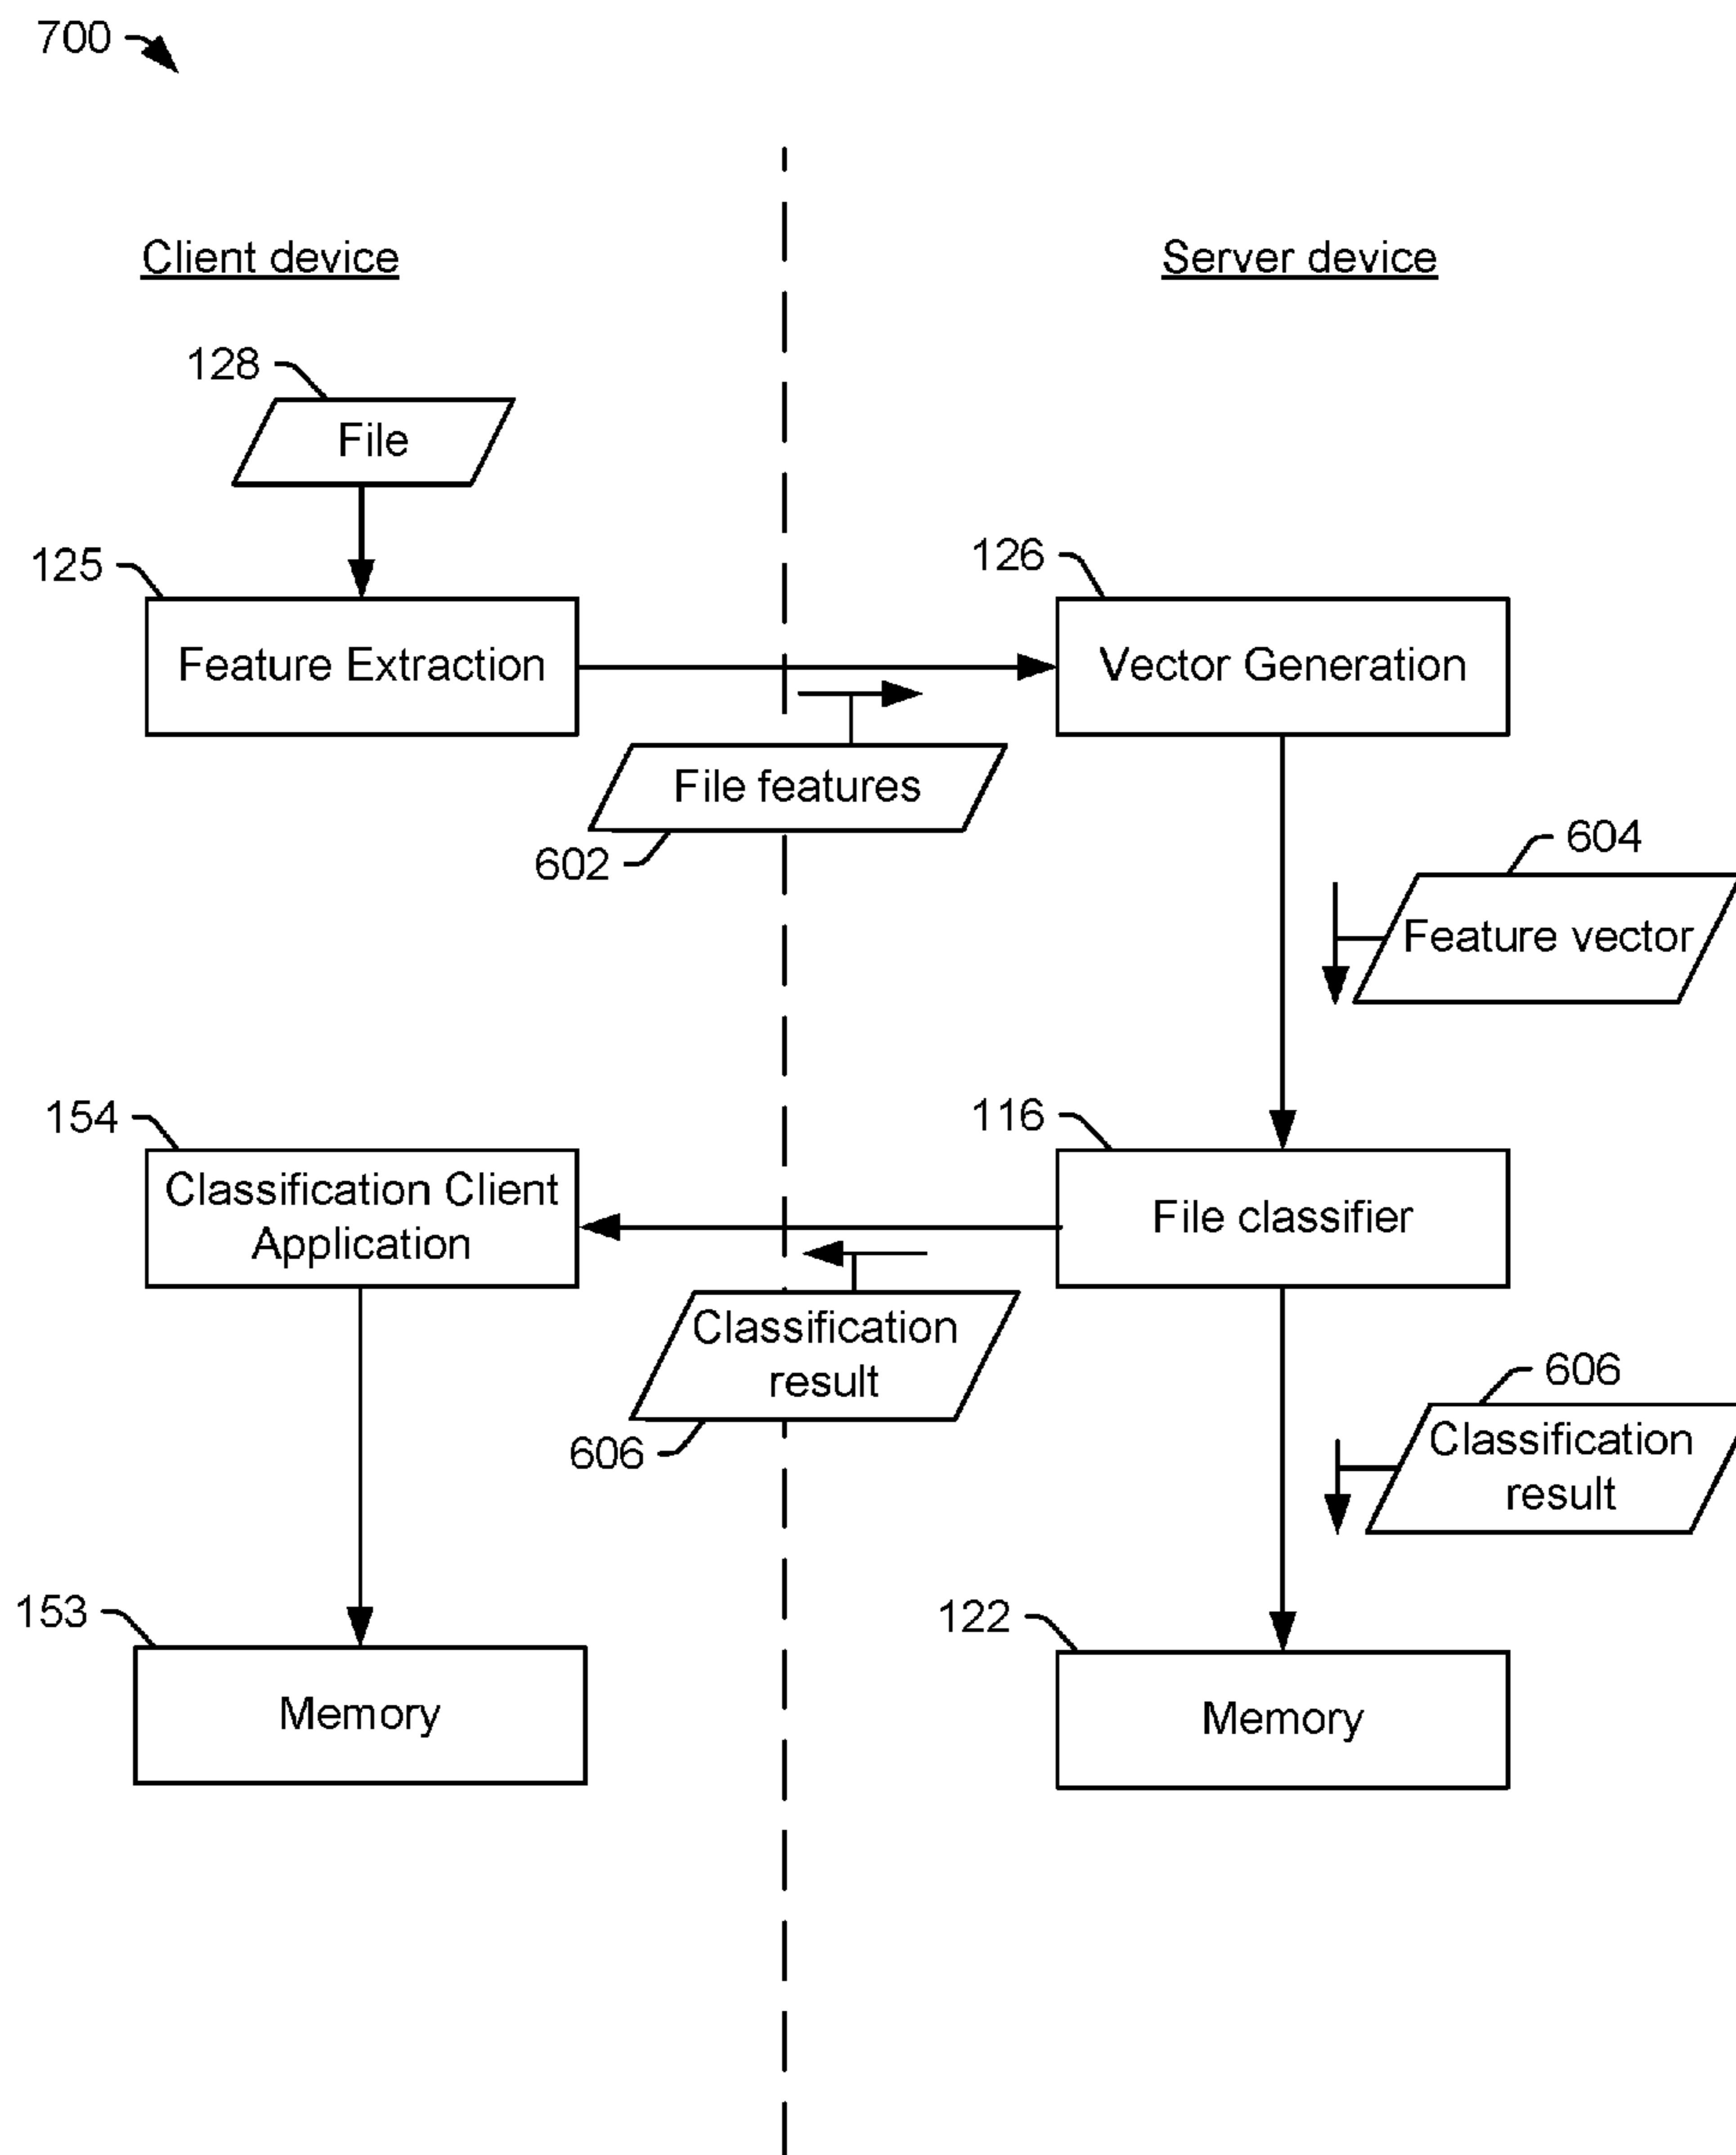 700
Client device
Server device
128
File
125
126
Feature Extraction
Vector Generation
File features
602
604
Feature vector
154
116
Classification Client
Application
File classifier
Classification
result
606
606
Classification
result
153
122
Memory
Memory